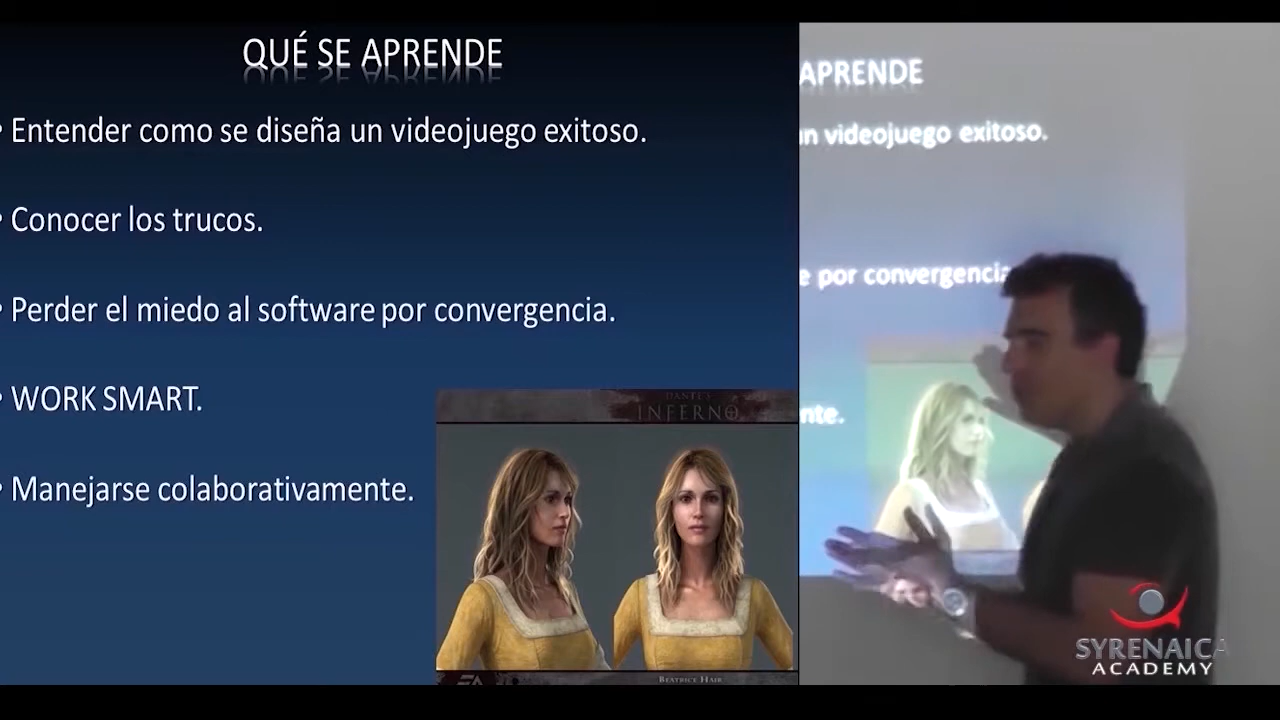 QUÉ SE APRENDE
• Entender como se diseña un videojuego exitoso.
• Conocer los trucos.
• Perder el miedo al software por convergencia.
• WORK SMART.
• Manejarse colaborativamente.
DANTE'S
INFERNO
EA
BEATRICE HAIR
APRENDE
un videojuego exitoso.
e por convergencia
nte.
SYRENAICA
ACADEMY